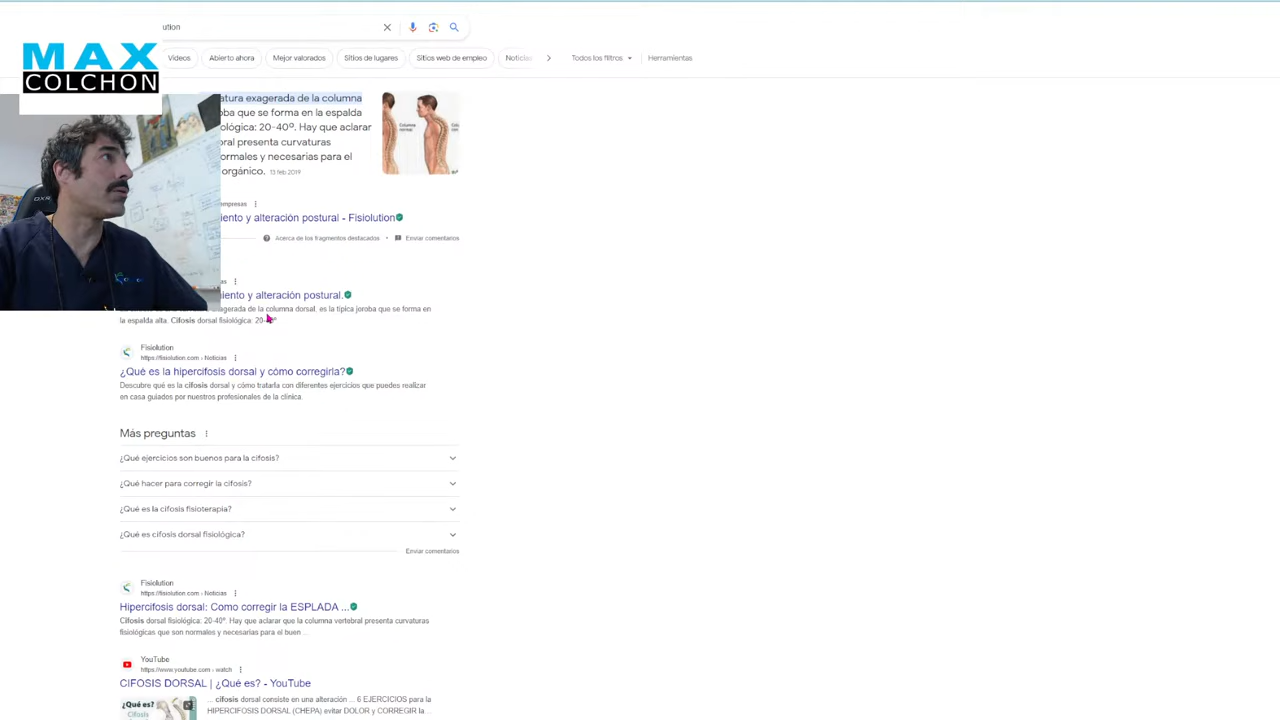 ution
MAX
COLCHON
Vídeos
Abierto ahora
Mejor valorados
Sitios de lugares
Sitios web de empleo
Noticias
Todos los filtros
Herramientas
atura exagerada de la columna
oba que se forma en la espalda
ológica: 20-40º. Hay que aclarar
ral presenta curvaturas
ormales y necesarias para el
orgánico. 13 feb 2019
mpresas
iento y alteración postural - Fisiolution
Acerca de los fragmentos destacados • Enviar comentarios
iento y alteración postural.
exagerada de la columna dorsal. es la típica joroba que se forma en
la espalda alta. Cifosis dorsal fisiológica: 20-
Fisiolution
https://fisiolution.com › Noticias
¿Qué es la hipercifosis dorsal y cómo corregirla?
Descubre qué es la cifosis dorsal y cómo tratarla con diferentes ejercicios que puedes realizar
en casa guiados por nuestros profesionales de la clínica.
Más preguntas
¿Qué ejercicios son buenos para la cifosis?
¿Qué hacer para corregir la cifosis?
¿Qué es la cifosis fisioterapia?
¿Qué es cifosis dorsal fisiológica?
Enviar comentarios
Fisiolution
https://fisiolution.com › Noticias
Hipercifosis dorsal: Como corregir la ESPLADA ...
Cifosis dorsal fisiológica: 20-40º. Hay que aclarar que la columna vertebral presenta curvaturas
fisiológicas que son normales y necesarias para el buen ...
YouTube
https://www.youtube.com › watch
CIFOSIS DORSAL | ¿Qué es? - YouTube
¿Qué es?
Cifosis
... cifosis dorsal consiste en una alteración ... 6 EJERCICIOS para la
HIPERCIFOSIS DORSAL (CHEPA) evitar DOLOR y CORREGIR la...